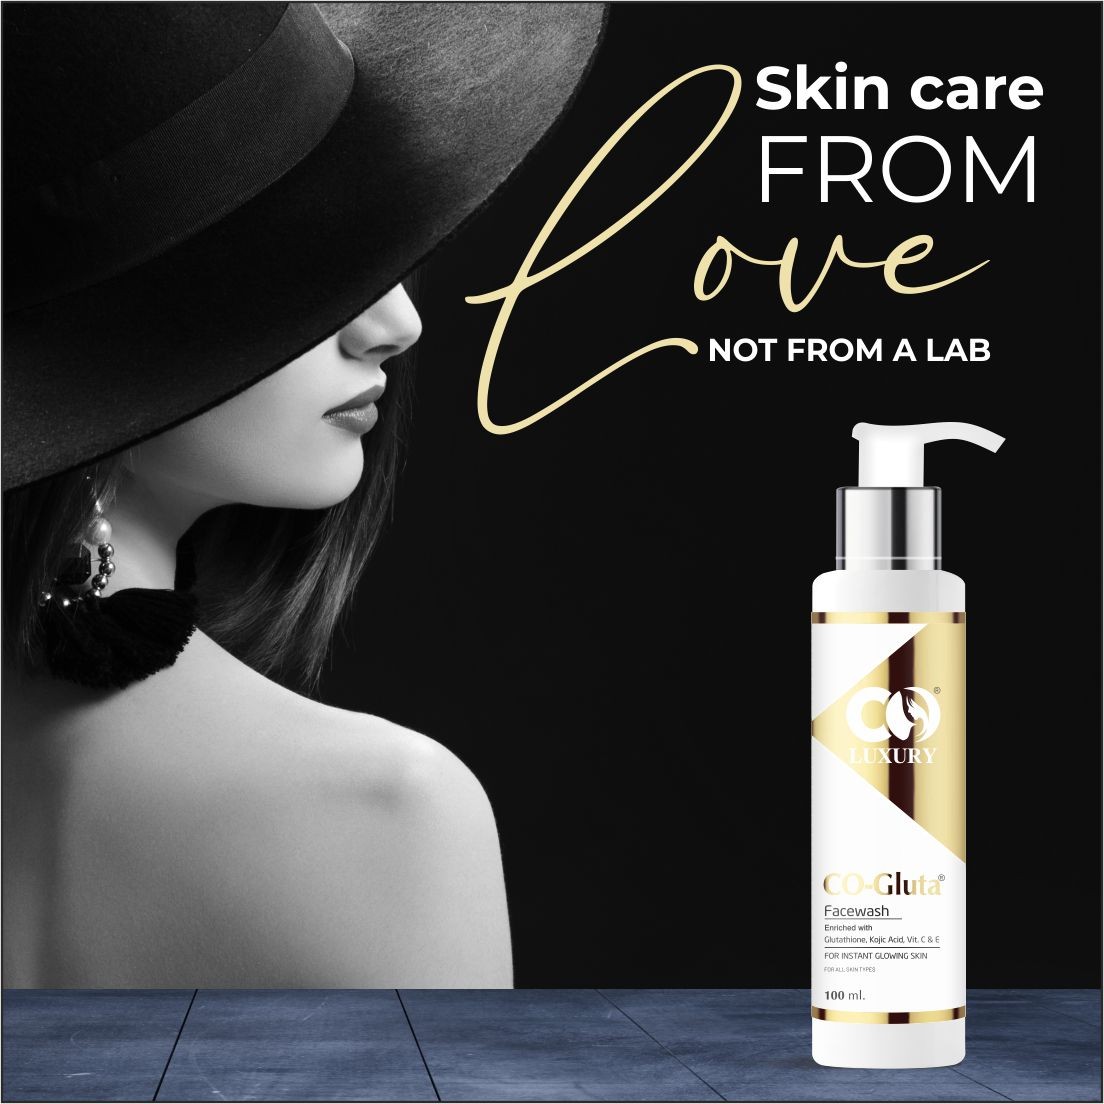 Skin care
FROM
Love
NOT FROM A LAB
CO®
LUXURY
CO-Gluta®
Facewash
Enriched with
Glutathione, Kojic Acid, Vit. C & E
FOR INSTANT GLOWING SKIN
FOR ALL SKIN TYPES
100 ml.